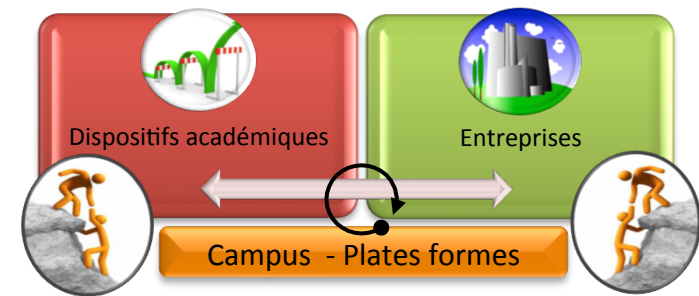 Dispositifs académiques
Entreprises
Campus - Plates formes